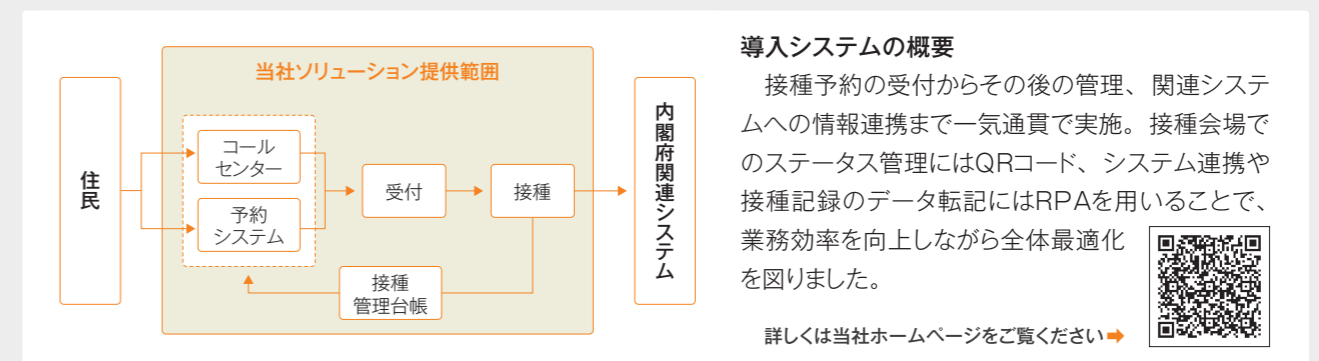 当社ソリューション提供範囲
住民
コール
センター
予約
システム
受付
接種
接種
管理台帳
内閣府関連システム
導入システムの概要
　接種予約の受付からその後の管理、関連システ
ムへの情報連携まで一気通貫で実施。接種会場で
のステータス管理にはQRコード、システム連携や
接種記録のデータ転記にはRPAを用いることで、
業務効率を向上しながら全体最適化
を図りました。
詳しくは当社ホームページをご覧ください➡